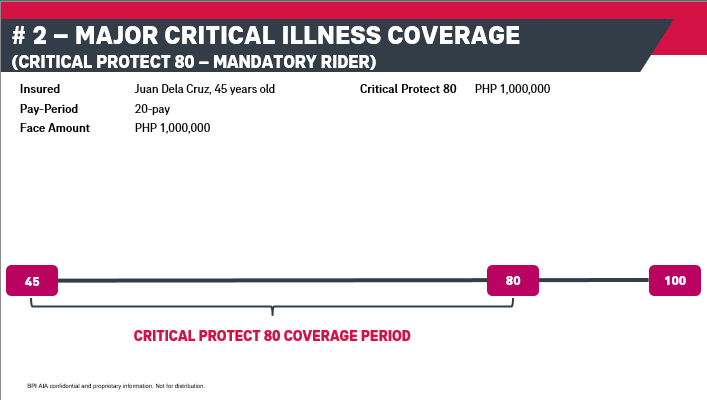 # 2 – MAJOR CRITICAL ILLNESS COVERAGE
(CRITICAL PROTECT 80 – MANDATORY RIDER)
Insured Juan Dela Cruz, 45 years old Critical Protect 80 PHP 1,000,000
Pay-Period 20-pay
Face Amount PHP 1,000,000
45 80 100
CRITICAL PROTECT 80 COVERAGE PERIOD
BPI AIA confidential and proprietary information. Not for distribution.